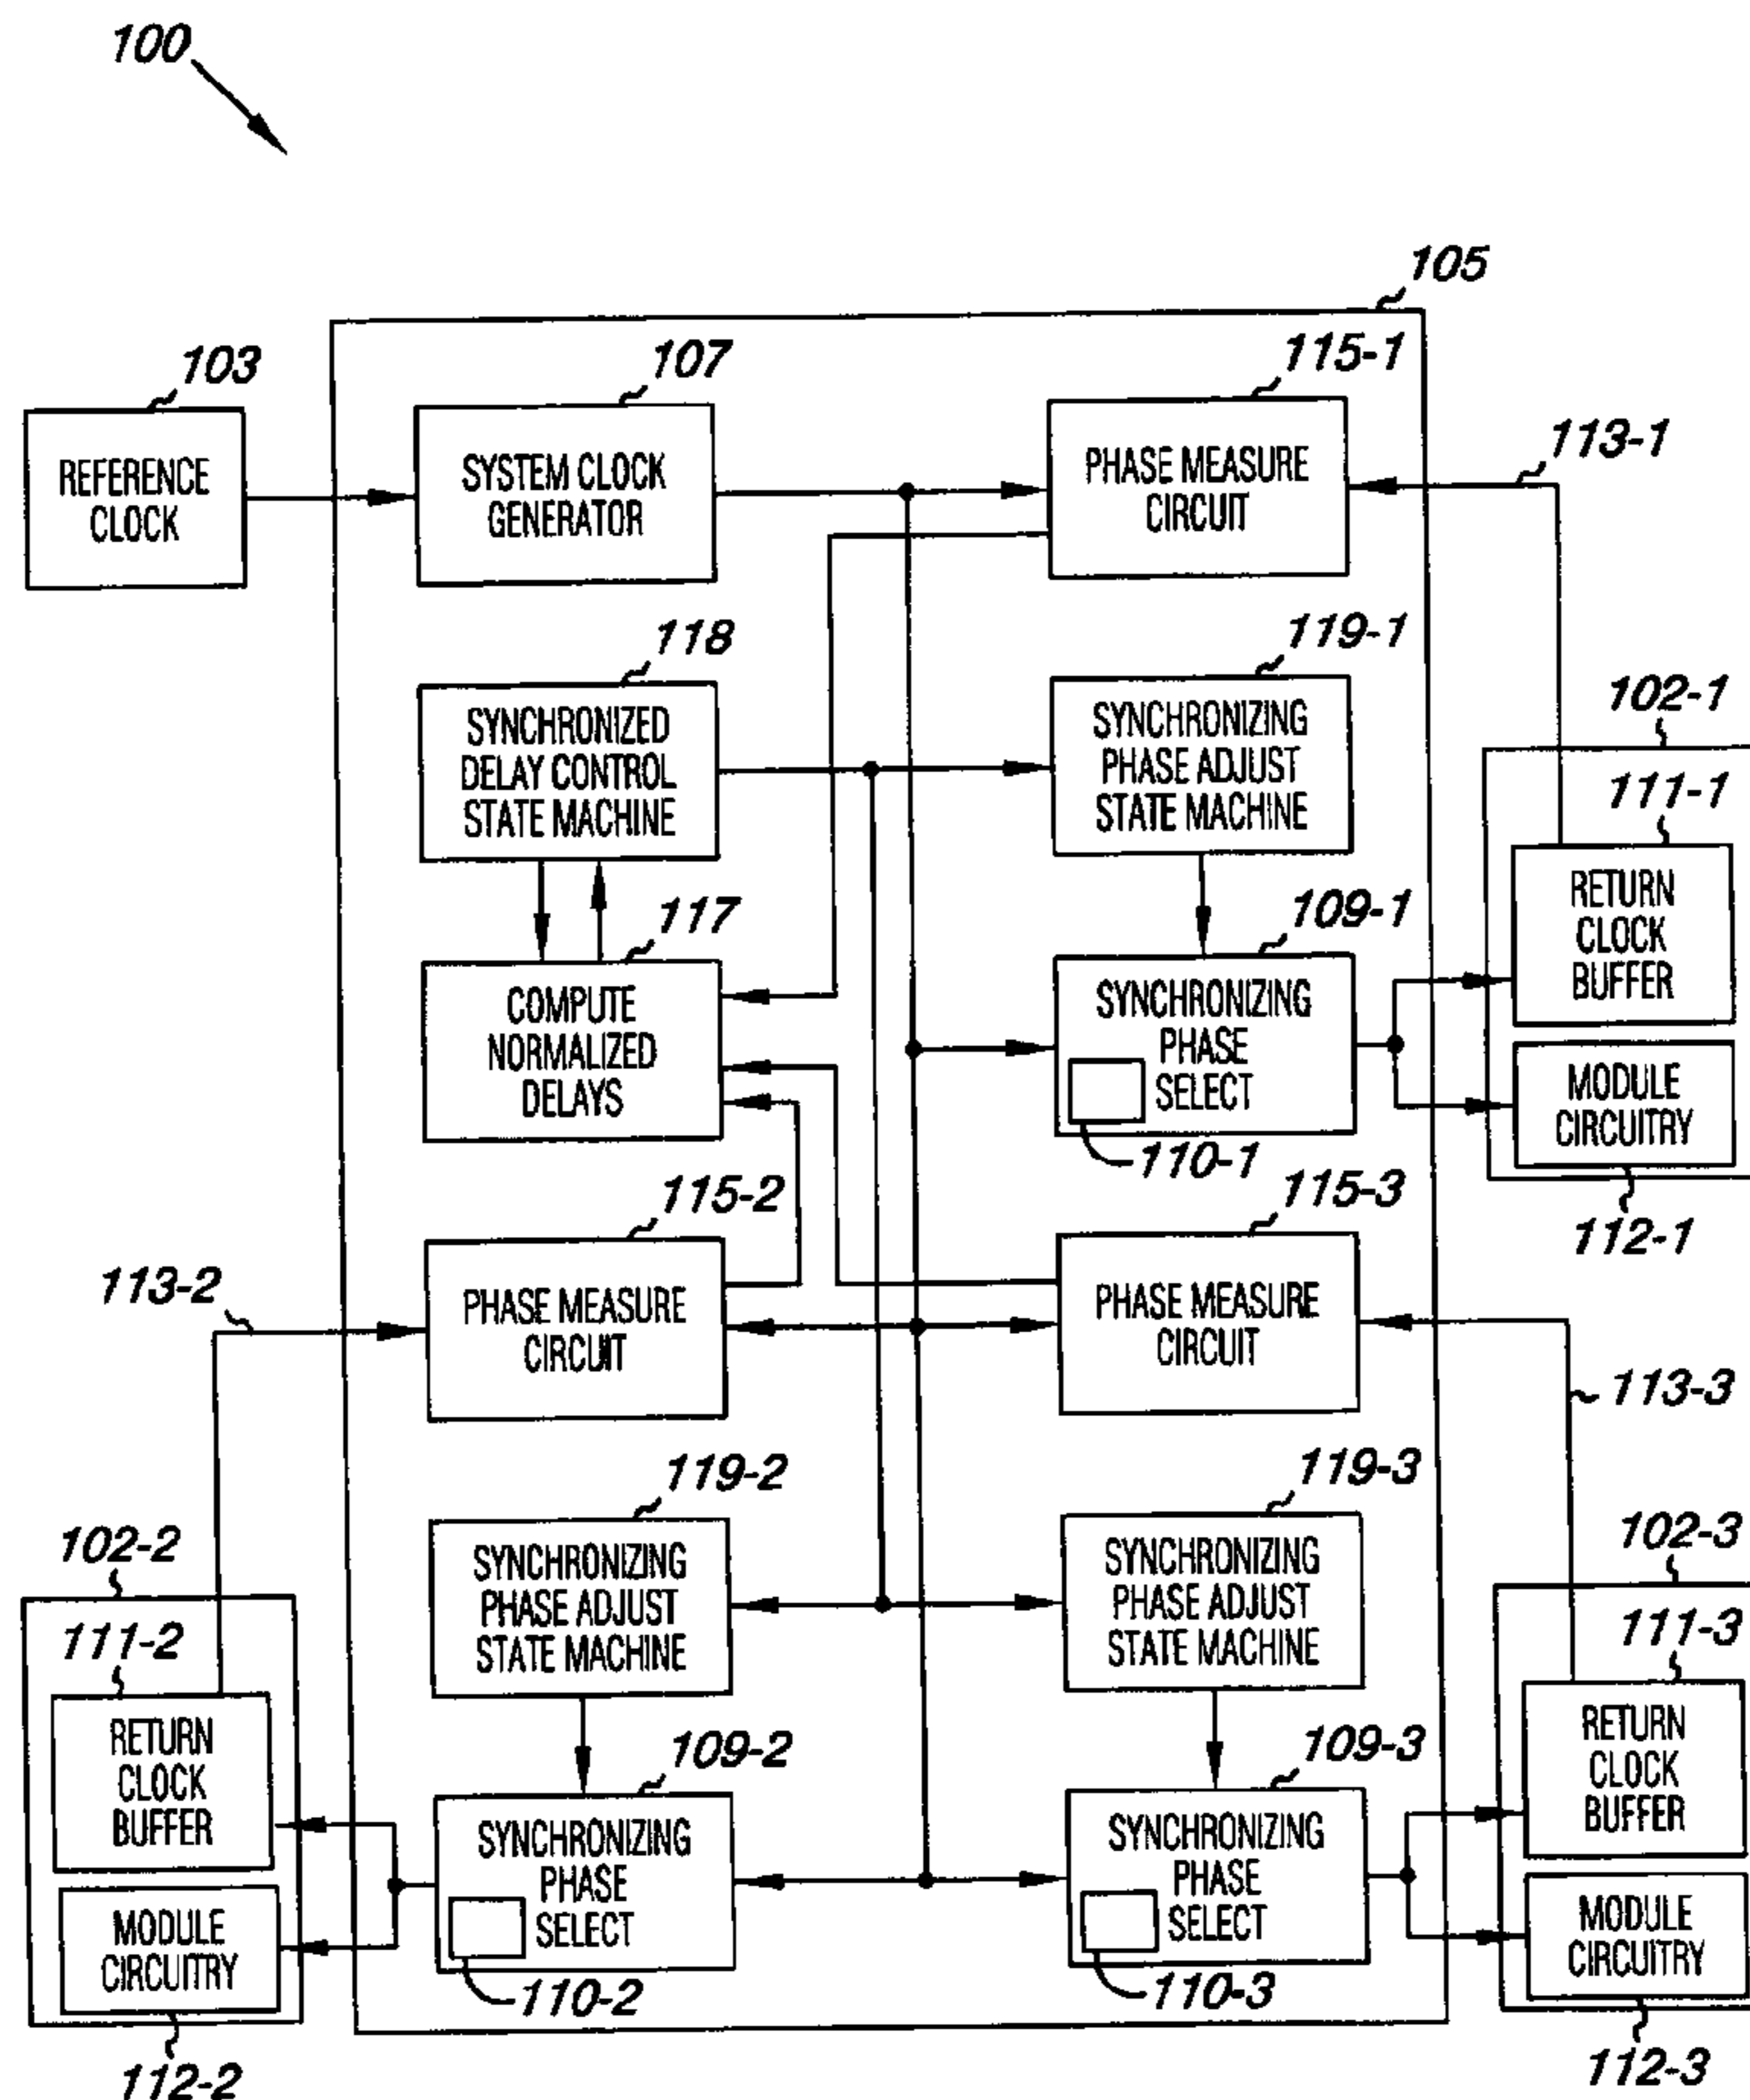 100
105
103
107
115-1
113-1
REFERENCE
CLOCK
SYSTEM CLOCK
GENERATOR
PHASE MEASURE
CIRCUIT
118
119-1
102-1
SYNCHRONIZED
DELAY CONTROL
STATE MACHINE
SYNCHRONIZING
PHASE ADJUST
STATE MACHINE
111-1
RETURN
CLOCK
BUFFER
117
109-1
COMPUTE
NORMALIZED
DELAYS
SYNCHRONIZING
PHASE
SELECT
MODULE
CIRCUITRY
110-1
112-1
115-2
115-3
113-2
PHASE MEASURE
CIRCUIT
PHASE MEASURE
CIRCUIT
113-3
119-2
119-3
102-2
102-3
SYNCHRONIZING
PHASE ADJUST
STATE MACHINE
SYNCHRONIZING
PHASE ADJUST
STATE MACHINE
111-2
111-3
RETURN
CLOCK
BUFFER
RETURN
CLOCK
BUFFER
109-2
109-3
SYNCHRONIZING
PHASE
SELECT
SYNCHRONIZING
PHASE
SELECT
MODULE
CIRCUITRY
MODULE
CIRCUITRY
110-2
110-3
112-2
112-3